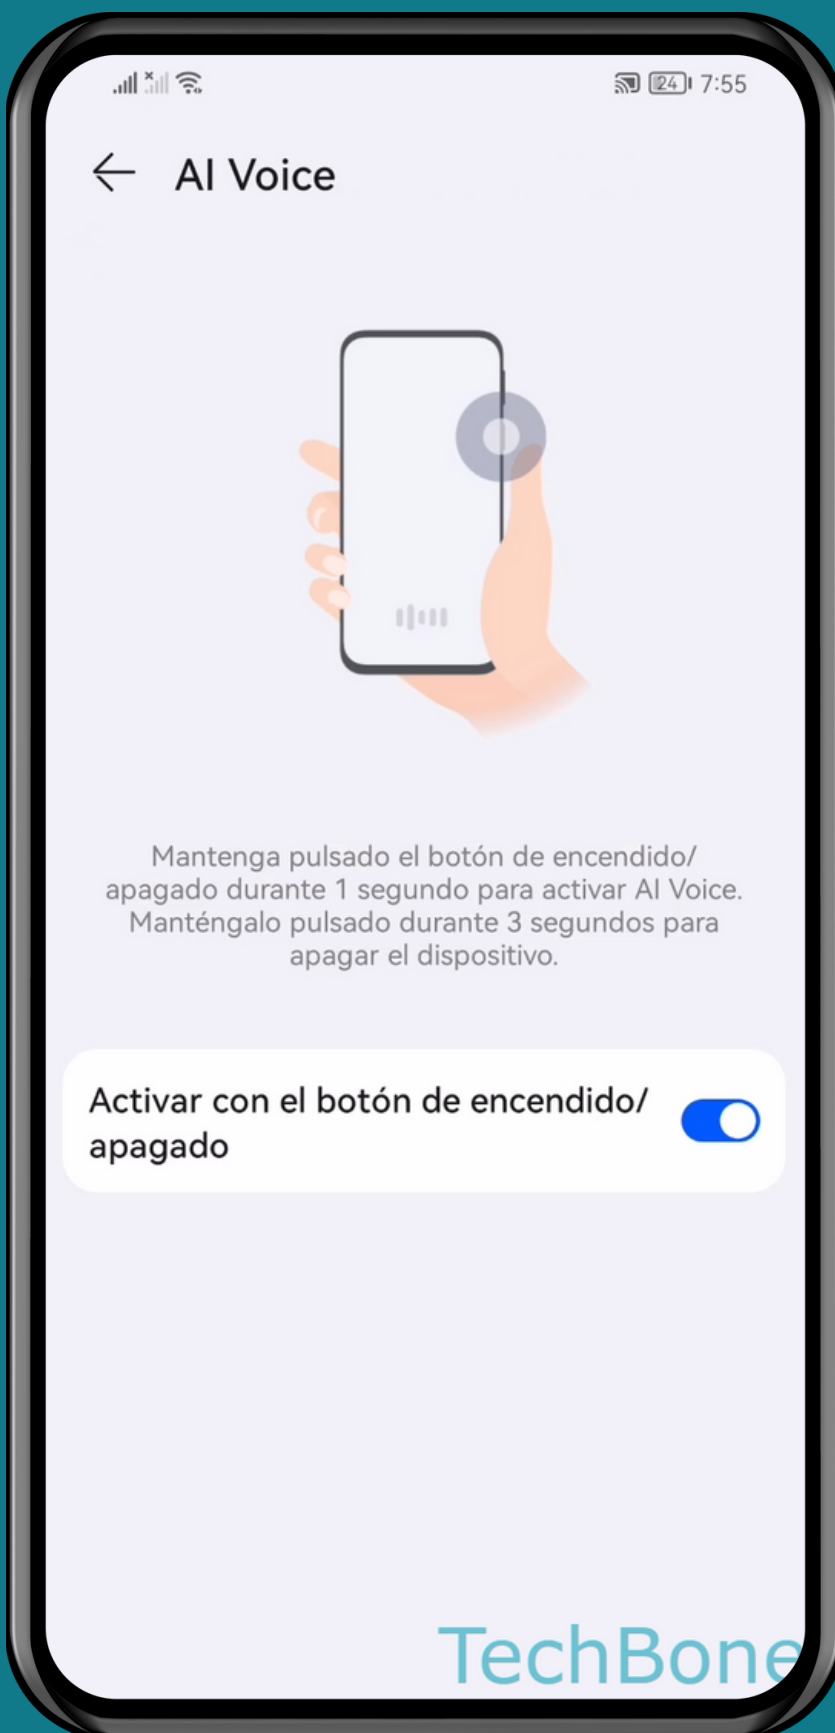 24 7:55
AI Voice
Mantenga pulsado el botón de encendido/
apagado durante 1 segundo para activar AI Voice.
Manténgalo pulsado durante 3 segundos para
apagar el dispositivo.
Activar con el botón de encendido/
apagado
TechBone